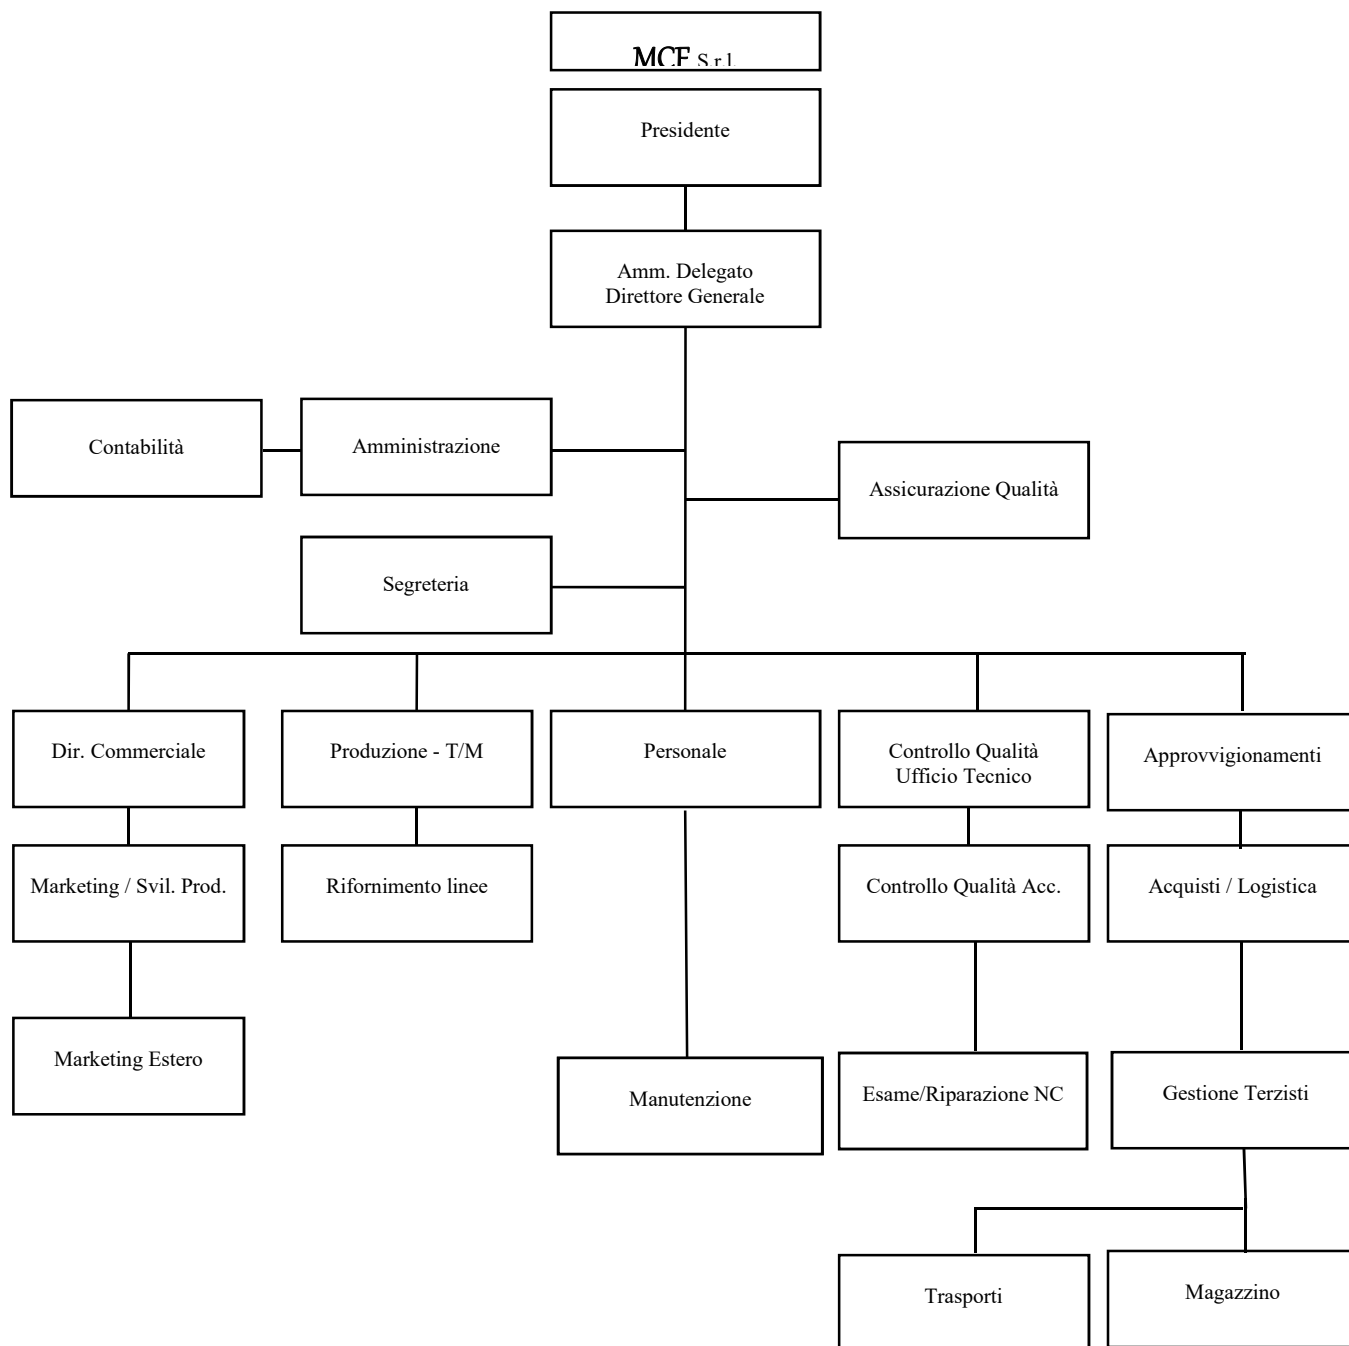 MCF S.r.l.
Presidente
Amm. Delegato
Direttore Generale
Contabilità
Amministrazione
Assicurazione Qualità
Segreteria
Dir. Commerciale
Produzione - T/M
Personale
Controllo Qualità
Ufficio Tecnico
Approvvigionamenti
Marketing / Svil. Prod.
Rifornimento linee
Controllo Qualità Acc.
Acquisti / Logistica
Marketing Estero
Manutenzione
Esame/Riparazione NC
Gestione Terzisti
Trasporti
Magazzino